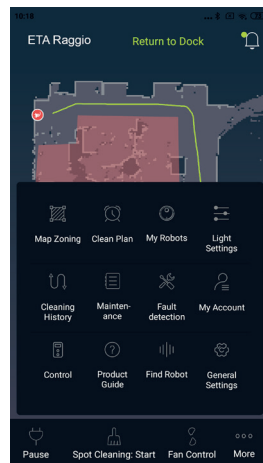 18:18
ETA Raggio
Return to Dock
Map Zoning
Clean Plan
My Robots
Light
Settings
Cleaning
History
Mainten-
ance
Fault
detection
My Account
Control
Product
Guide
Find Robot
General
Settings
Pause
Spot Cleaning: Start
Fan Control
More